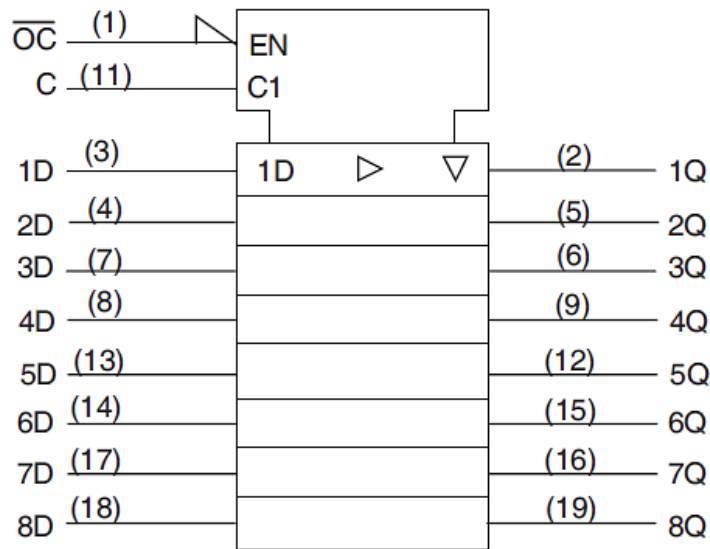 OC (1) EN
C (11) C1
1D (3) 1D (2) 1Q
2D (4) (5) 2Q
3D (7) (6) 3Q
4D (8) (9) 4Q
5D (13) (12) 5Q
6D (14) (15) 6Q
7D (17) (16) 7Q
8D (18) (19) 8Q